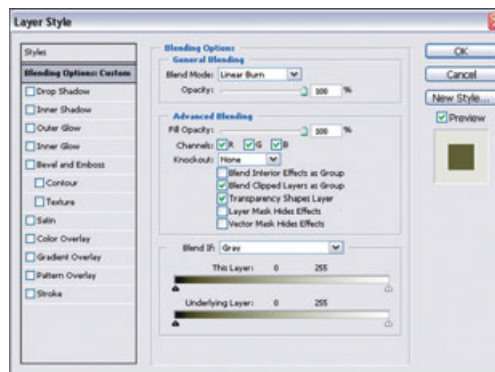 Layer Style
Styles
Blending Options: Custom
Drop Shadow
Inner Shadow
Outer Glow
Inner Glow
Bevel and Emboss
Contour
Texture
Satin
Color Overlay
Gradient Overlay
Pattern Overlay
Stroke
Blending Options
General Blending
Blend Mode: Linear Burn
Opacity: 100 %
Advanced Blending
Fill Opacity: 100 %
Channels: R G B
Knockout: None
Blend Interior Effects as Group
Blend Clipped Layers as Group
Transparency Shapes Layer
Layer Mask Hides Effects
Vector Mask Hides Effects
Blend If: Gray
This Layer: 0 255
Underlying Layer: 0 255
OK
Cancel
New Style...
Preview